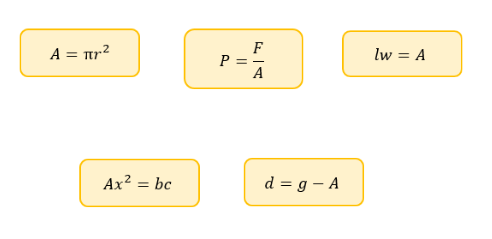 A = πr²
P = F/A
lw = A
Ax² = bc
d = g − A